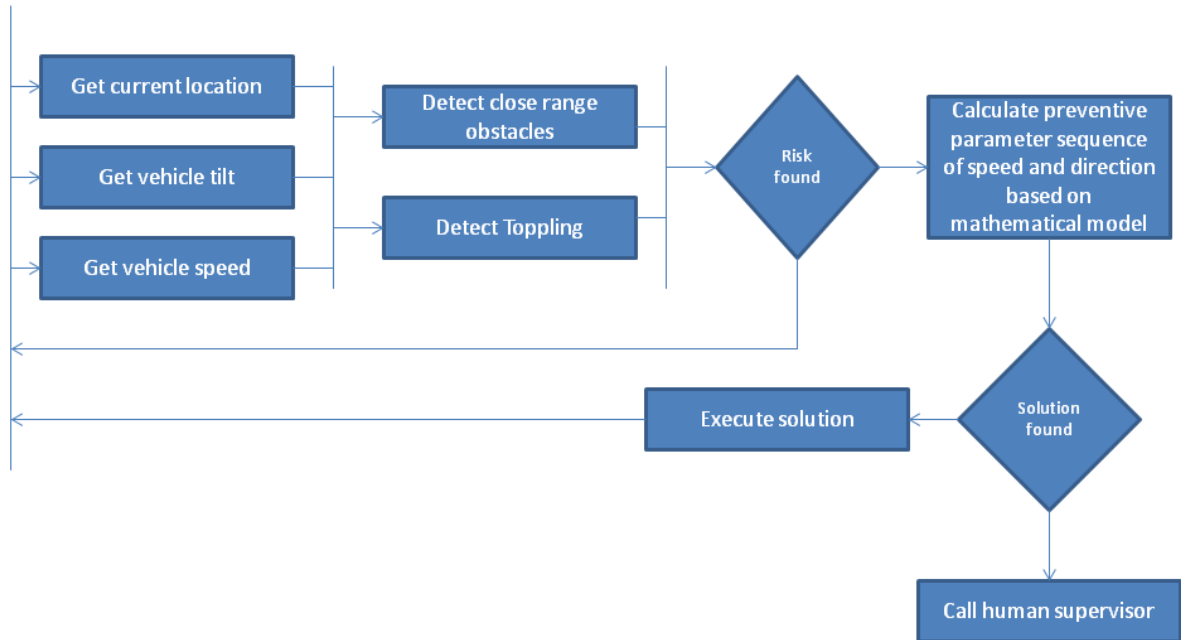 Get current location
Get vehicle tilt
Get vehicle speed
Detect close range
obstacles
Detect Toppling
Risk
found
Calculate preventive
parameter sequence
of speed and direction
based on
mathematical model
Execute solution
Solution
found
Call human supervisor